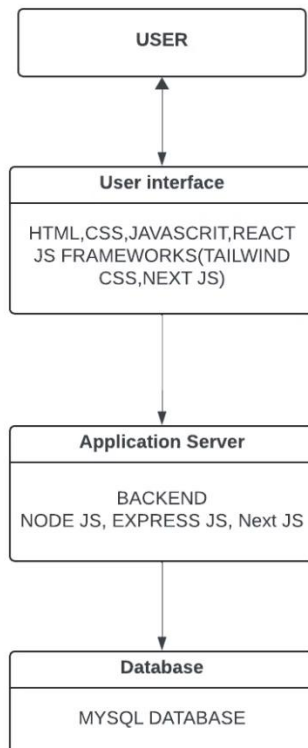 USER
User interface
HTML,CSS,JAVASCRIT,REACT
JS FRAMEWORKS(TAILWIND
CSS,NEXT JS)
Application Server
BACKEND
NODE JS, EXPRESS JS, Next JS
Database
MYSQL DATABASE